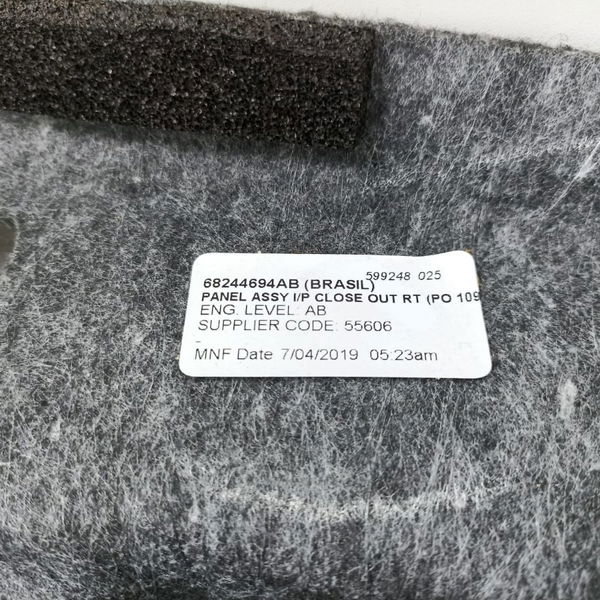 599248 025
68244694AB (BRASIL)
PANEL ASSY I/P CLOSE OUT RT (PO 109
ENG. LEVEL: AB
SUPPLIER CODE: 55606
-
MNF Date 7/04/2019 05:23am